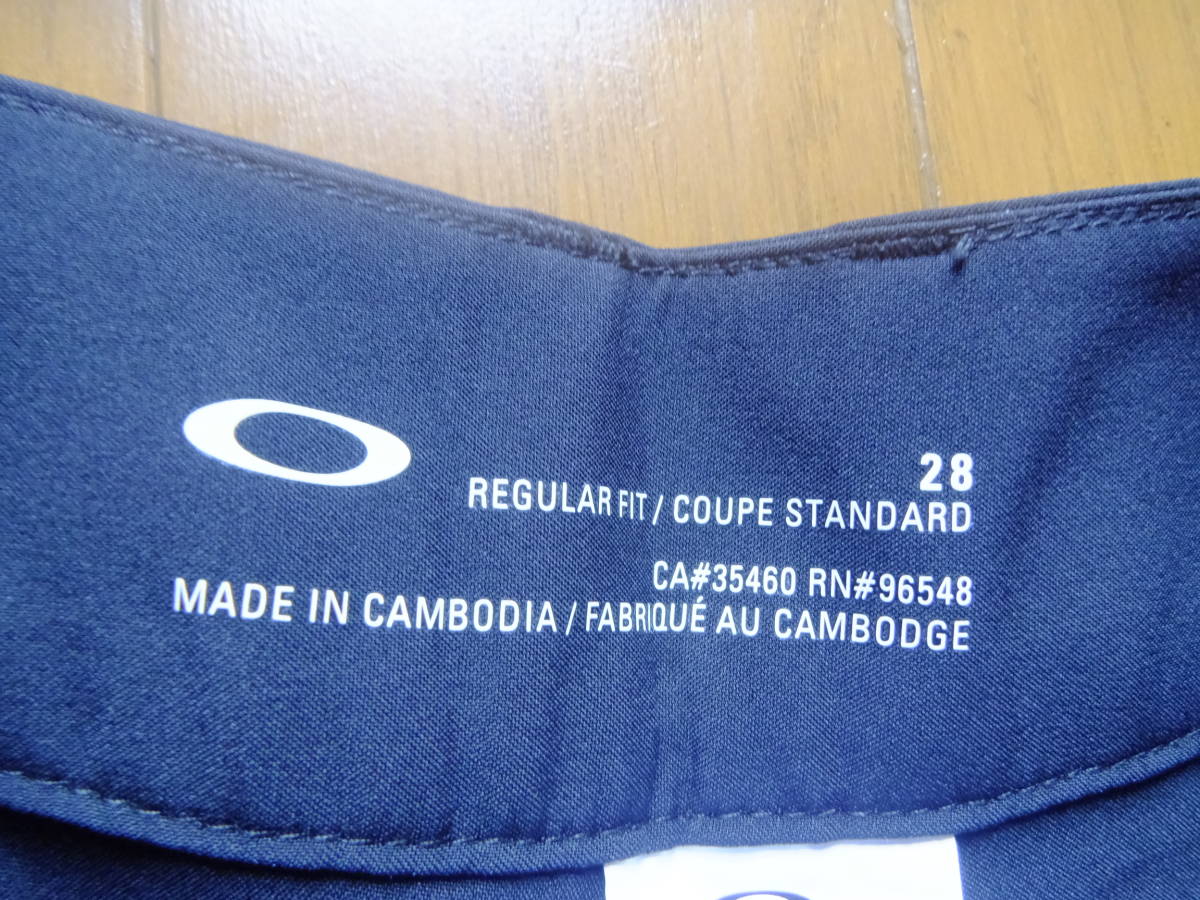 28
REGULAR FIT / COUPE STANDARD
CA#35460 RN#96548
MADE IN CAMBODIA / FABRIQUÉ AU CAMBODGE